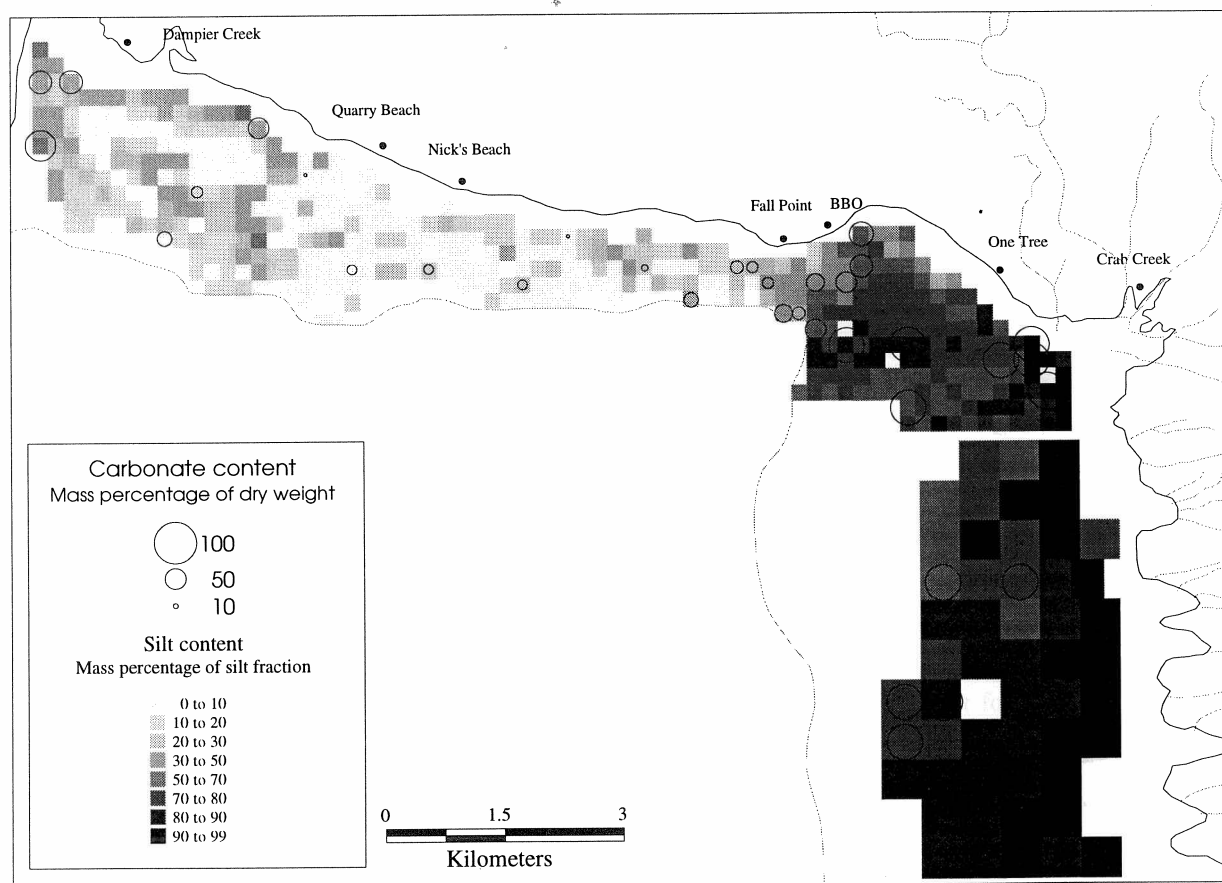 Dampier Creek
Quarry Beach
Nick's Beach
Fall Point
BBO
One Tree
Crab Creek
Carbonate content
Mass percentage of dry weight
100
50
10
Silt content
Mass percentage of silt fraction
0 to 10
10 to 20
20 to 30
30 to 50
50 to 70
70 to 80
80 to 90
90 to 99
0 1.5 3
Kilometers